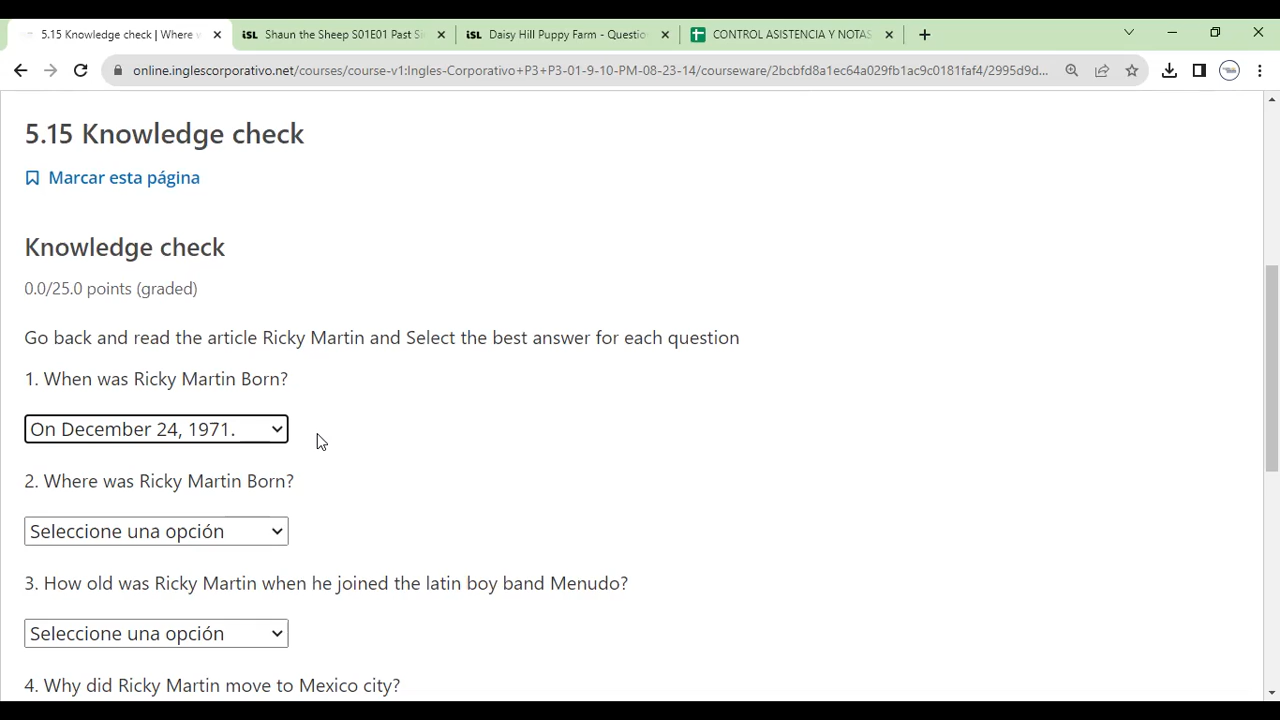 5.15 Knowledge check | Where
Shaun the Sheep S01E01 Past Si
Daisy Hill Puppy Farm - Questio
CONTROL ASISTENCIA Y NOTAS
online.inglescorporativo.net/courses/course-v1:Ingles-Corporativo+P3+P3-01-9-10-PM-08-23-14/courseware/2bcbfd8a1ec64a029fb1ac9c0181faf4/2995d9d...
5.15 Knowledge check
Marcar esta página
Knowledge check
0.0/25.0 points (graded)
Go back and read the article Ricky Martin and Select the best answer for each question
1. When was Ricky Martin Born?
On December 24, 1971.
2. Where was Ricky Martin Born?
Seleccione una opción
3. How old was Ricky Martin when he joined the latin boy band Menudo?
Seleccione una opción
4. Why did Ricky Martin move to Mexico city?